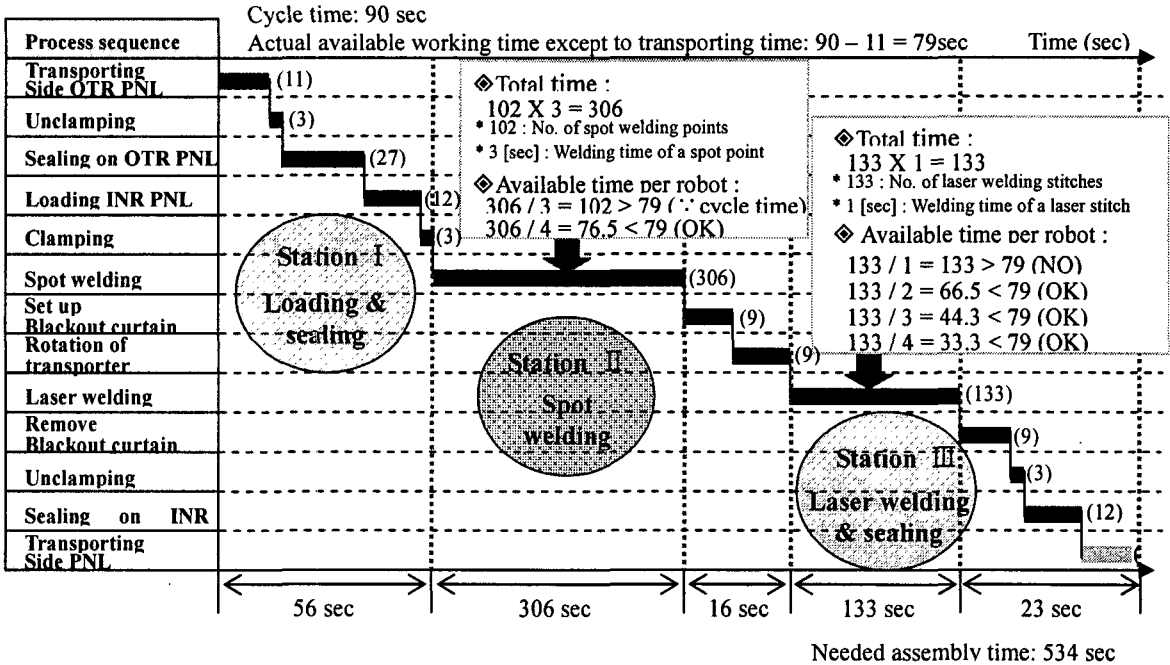 Cycle time: 90 sec
Process sequence
Actual available working time except to transporting time: 90 – 11 = 79sec
Time (sec)
Transporting
Side OTR PNL
(11)
Unclamping
(3)
Sealing on OTR PNL
(27)
Loading INR PNL
(12)
Clamping
(3)
Spot welding
(306)
Set up
Blackout curtain
(9)
Rotation of
transporter
(9)
Laser welding
(133)
Remove
Blackout curtain
(9)
Unclamping
(3)
Sealing on INR
(12)
Transporting
Side PNL
◈Total time :
102 X 3 = 306
* 102 : No. of spot welding points
* 3 [sec] : Welding time of a spot point
◈Available time per robot :
306 / 3 = 102 > 79 (∵ cycle time)
306 / 4 = 76.5 < 79 (OK)
◈Total time :
133 X 1 = 133
* 133 : No. of laser welding stitches
* 1 [sec] : Welding time of a laser stitch
◈ Available time per robot :
133 / 1 = 133 > 79 (NO)
133 / 2 = 66.5 < 79 (OK)
133 / 3 = 44.3 < 79 (OK)
133 / 4 = 33.3 < 79 (OK)
Station Ⅰ
Loading &
sealing
Station Ⅱ
Spot
welding
Station Ⅲ
Laser welding
& sealing
56 sec
306 sec
16 sec
133 sec
23 sec
Needed assembly time: 534 sec